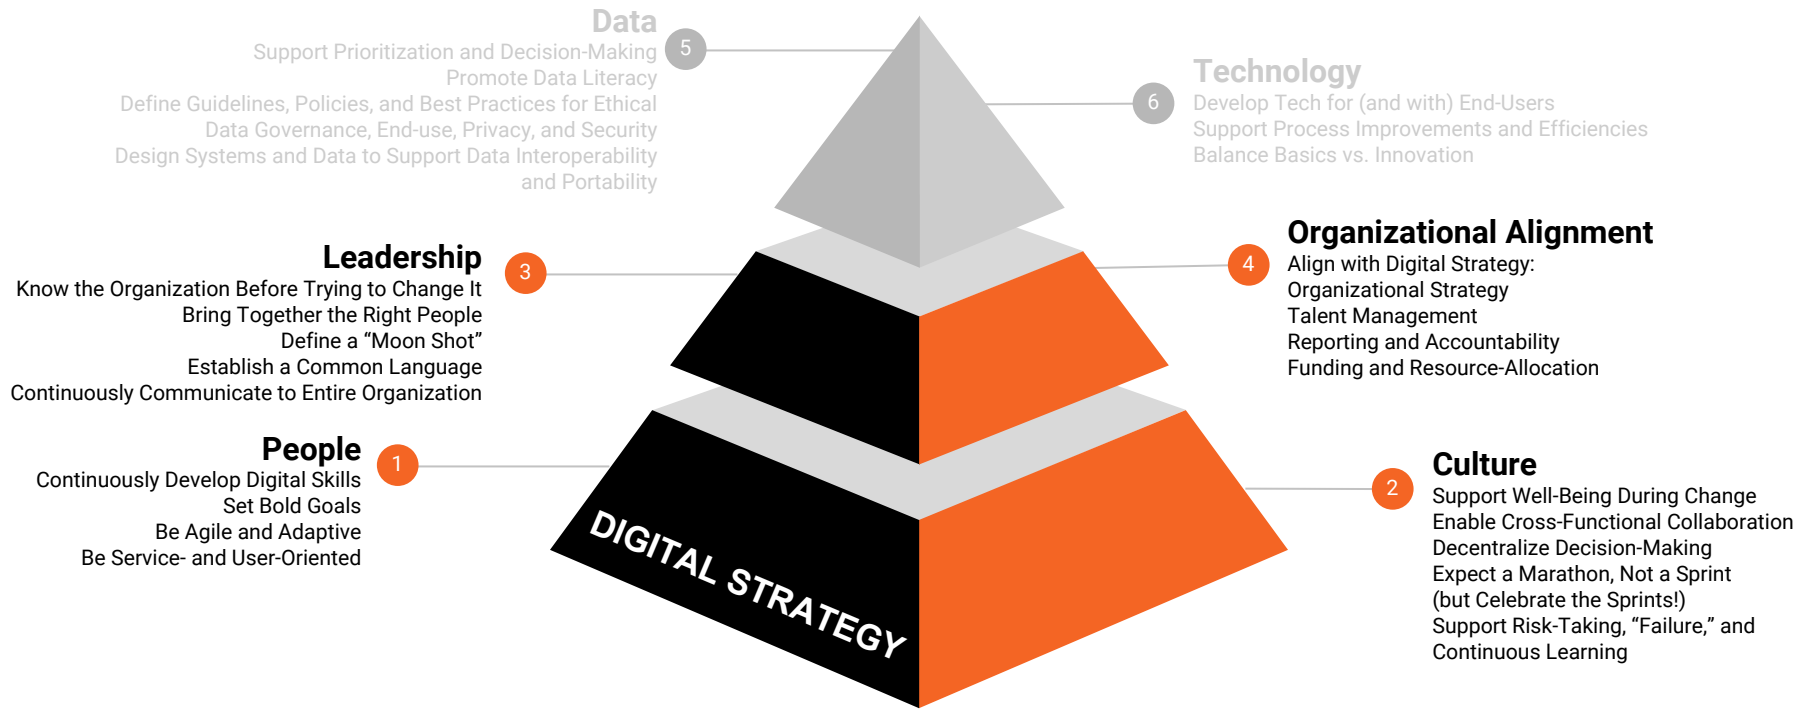 Data
Support Prioritization and Decision-Making
Promote Data Literacy
Define Guidelines, Policies, and Best Practices for Ethical
Data Governance, End-use, Privacy, and Security
Design Systems and Data to Support Data Interoperability
and Portability
5
6
Technology
Develop Tech for (and with) End-Users
Support Process Improvements and Efficiencies
Balance Basics vs. Innovation
Leadership
Know the Organization Before Trying to Change It
Bring Together the Right People
Define a “Moon Shot”
Establish a Common Language
Continuously Communicate to Entire Organization
3
4
Organizational Alignment
Align with Digital Strategy:
Organizational Strategy
Talent Management
Reporting and Accountability
Funding and Resource-Allocation
People
Continuously Develop Digital Skills
Set Bold Goals
Be Agile and Adaptive
Be Service- and User-Oriented
1
DIGITAL STRATEGY
2
Culture
Support Well-Being During Change
Enable Cross-Functional Collaboration
Decentralize Decision-Making
Expect a Marathon, Not a Sprint
(but Celebrate the Sprints!)
Support Risk-Taking, “Failure,” and
Continuous Learning